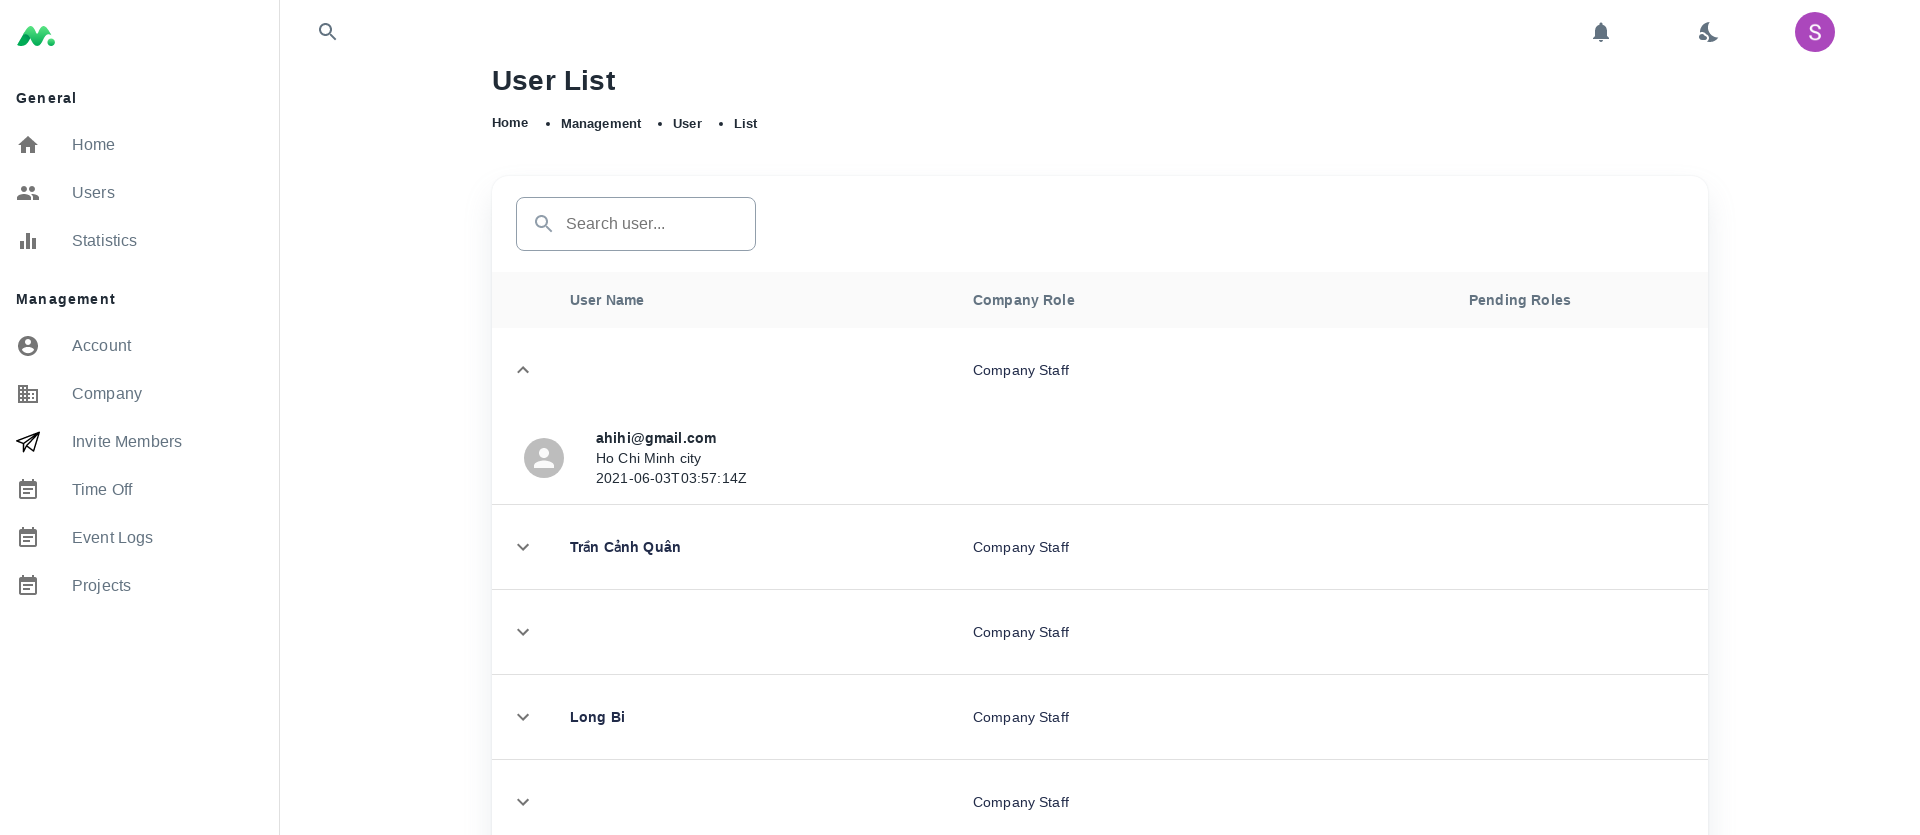 General
Home
Users
Statistics
Management
Account
Company
Invite Members
Time Off
Event Logs
Projects
S
User List
Home • Management • User • List
Search user...
User Name Company Role Pending Roles
Company Staff
ahihi@gmail.com
Ho Chi Minh city
2021-06-03T03:57:14Z
Trần Cảnh Quân Company Staff
Company Staff
Long Bi Company Staff
Company Staff